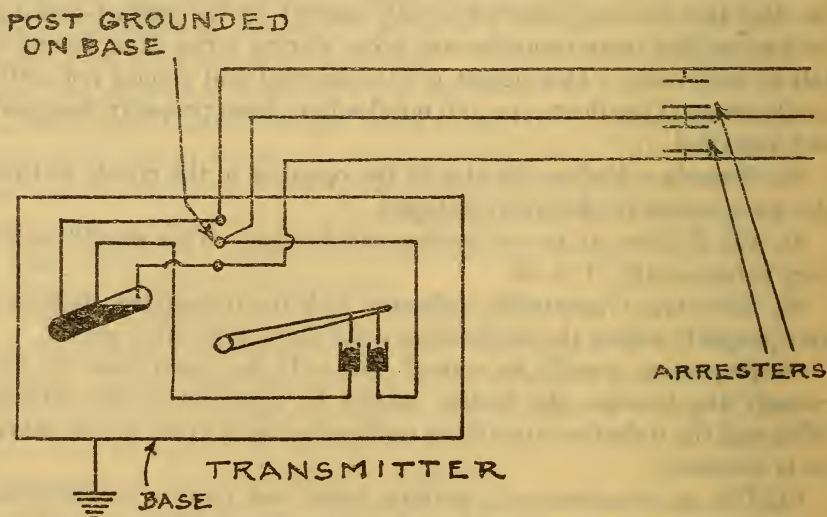 POST GROUNDED
ON BASE
ARRESTERS
TRANSMITTER
BASE